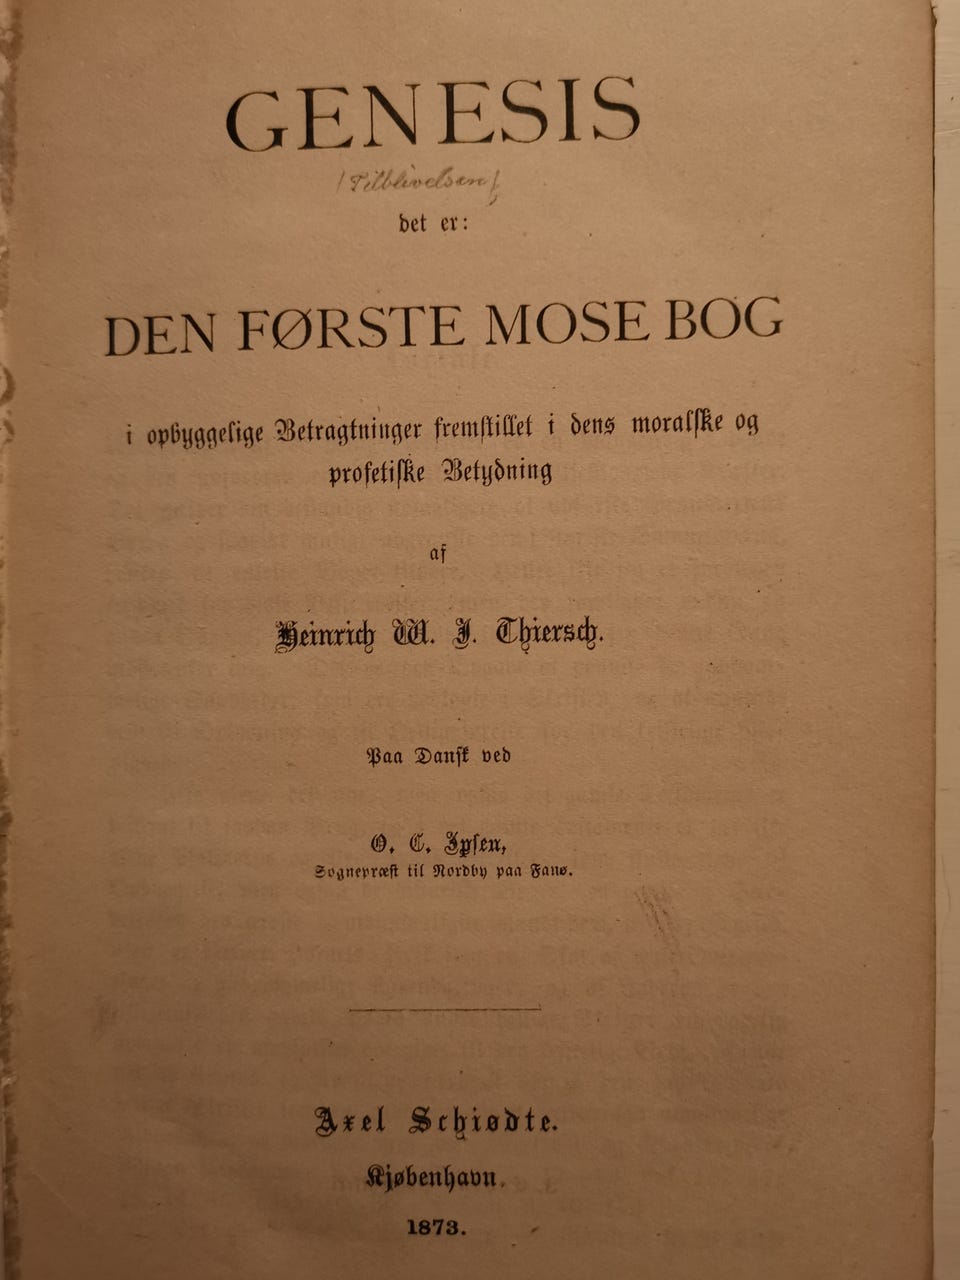 GENESIS
(Tilblivelsen)
det er:
DEN FØRSTE MOSE BOG
i opbyggelige Betragtninger fremstillet i dens moralske og
profetiske Betydning
af
Heinrich W. J. Thiersch.
Paa Dansk ved
O. C. Ipsen,
Sognepræst til Nordby paa Fanø.
Axel Schiødte.
Kjøbenhavn.
1873.